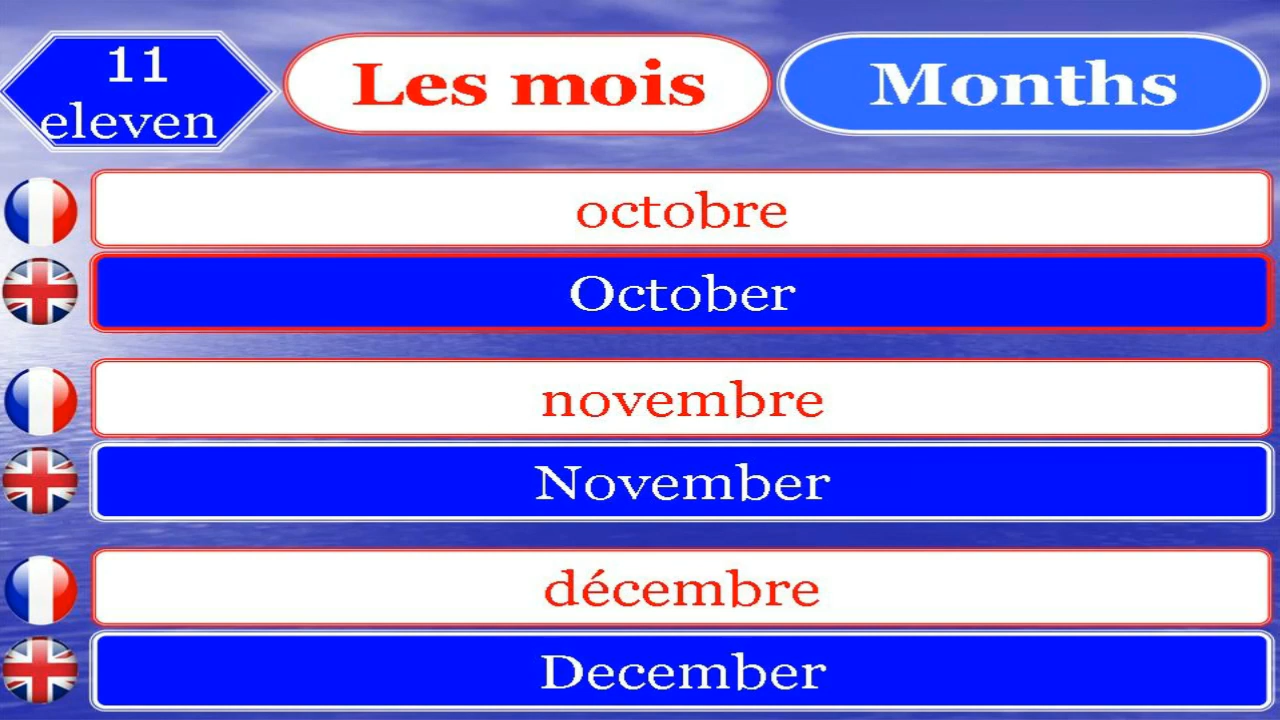 11
eleven
Les mois
Months
octobre
October
novembre
November
décembre
December